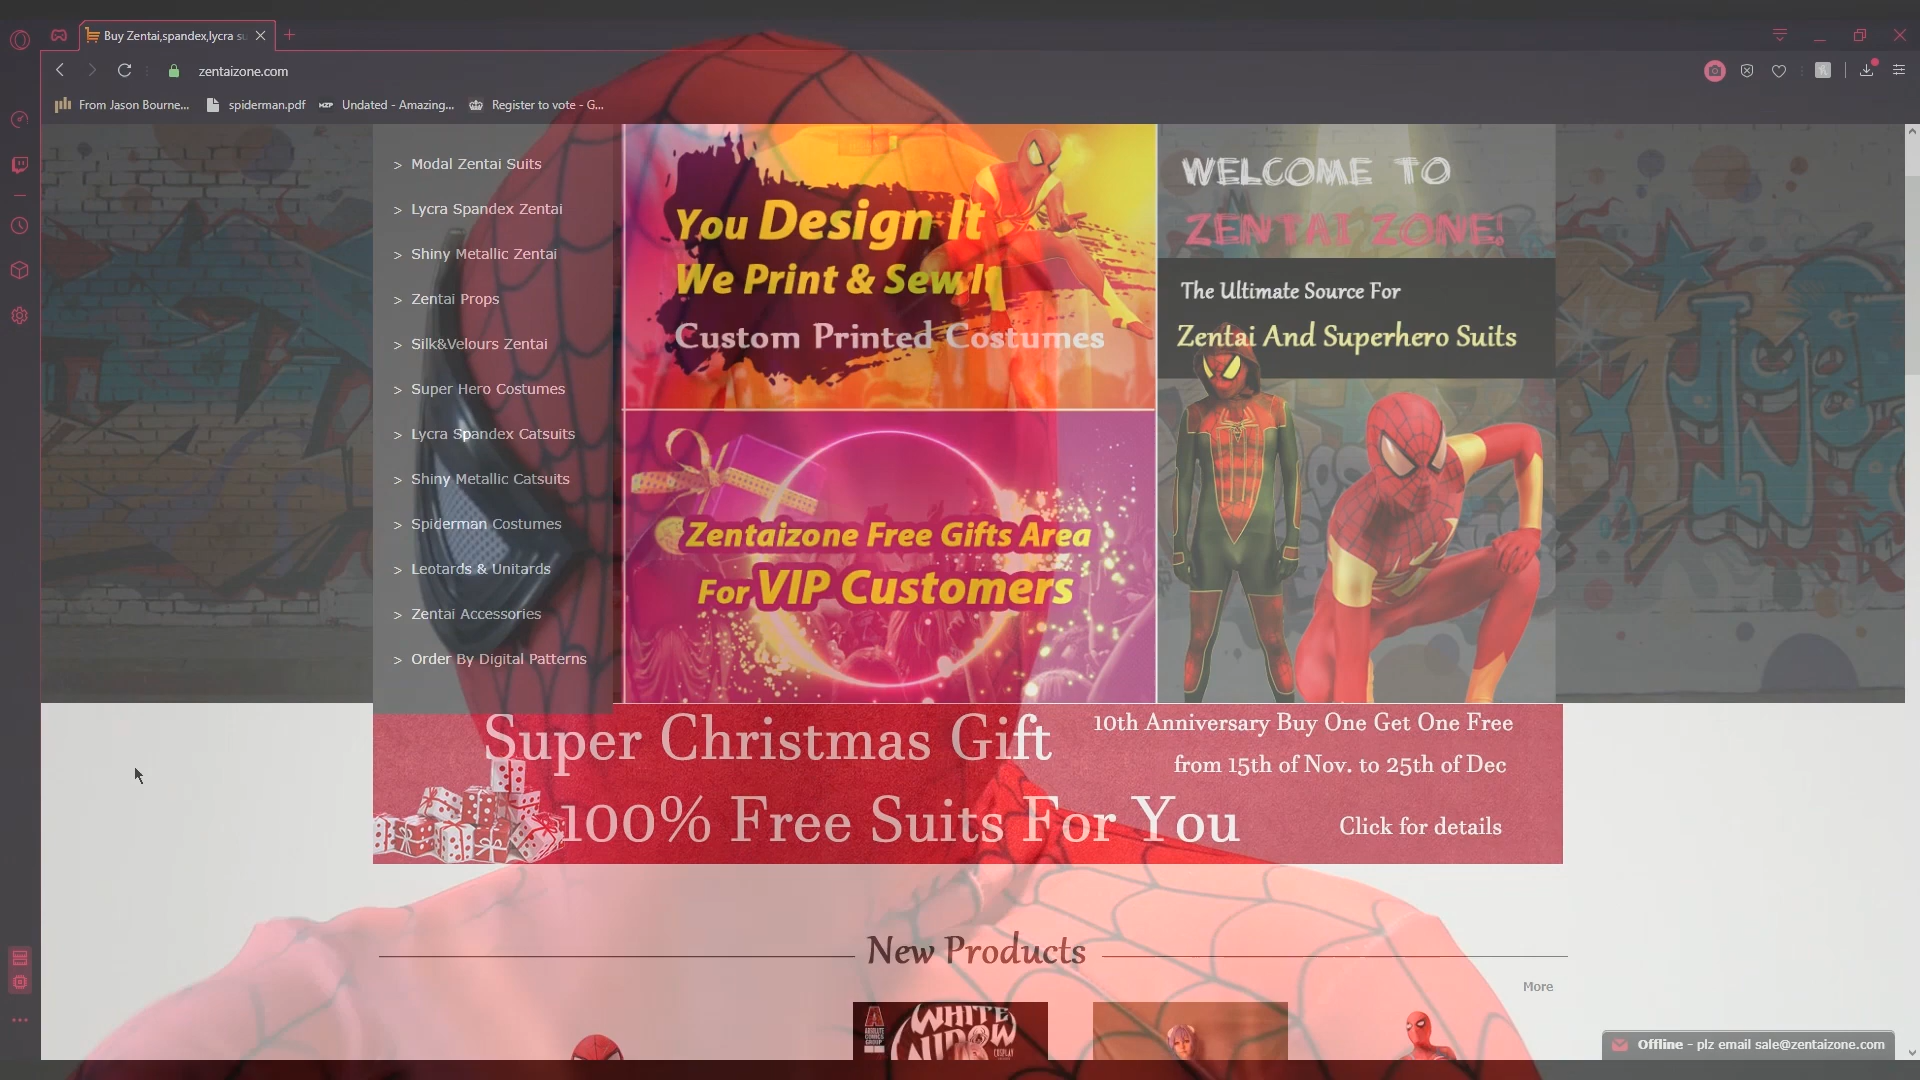 Buy Zentai,spandex,lycra su
zentaizone.com
From Jason Bourne...
spiderman.pdf
MZP
Undated - Amazing...
Register to vote - G...
> Modal Zentai Suits
> Lycra Spandex Zentai
> Shiny Metallic Zentai
> Zentai Props
> Silk&Velours Zentai
> Super Hero Costumes
> Lycra Spandex Catsuits
> Shiny Metallic Catsuits
> Spiderman Costumes
> Leotards & Unitards
> Zentai Accessories
> Order By Digital Patterns
You Design It
We Print & Sew It
Custom Printed Costumes
Zentaizone Free Gifts Area
For VIP Customers
WELCOME TO
ZENTAI ZONE!
The Ultimate Source For
Zentai And Superhero Suits
Super Christmas Gift
100% Free Suits For You
10th Anniversary Buy One Get One Free
from 15th of Nov. to 25th of Dec
Click for details
New Products
More
WHITE
COSPLAY
Offline - plz email sale@zentaizone.com